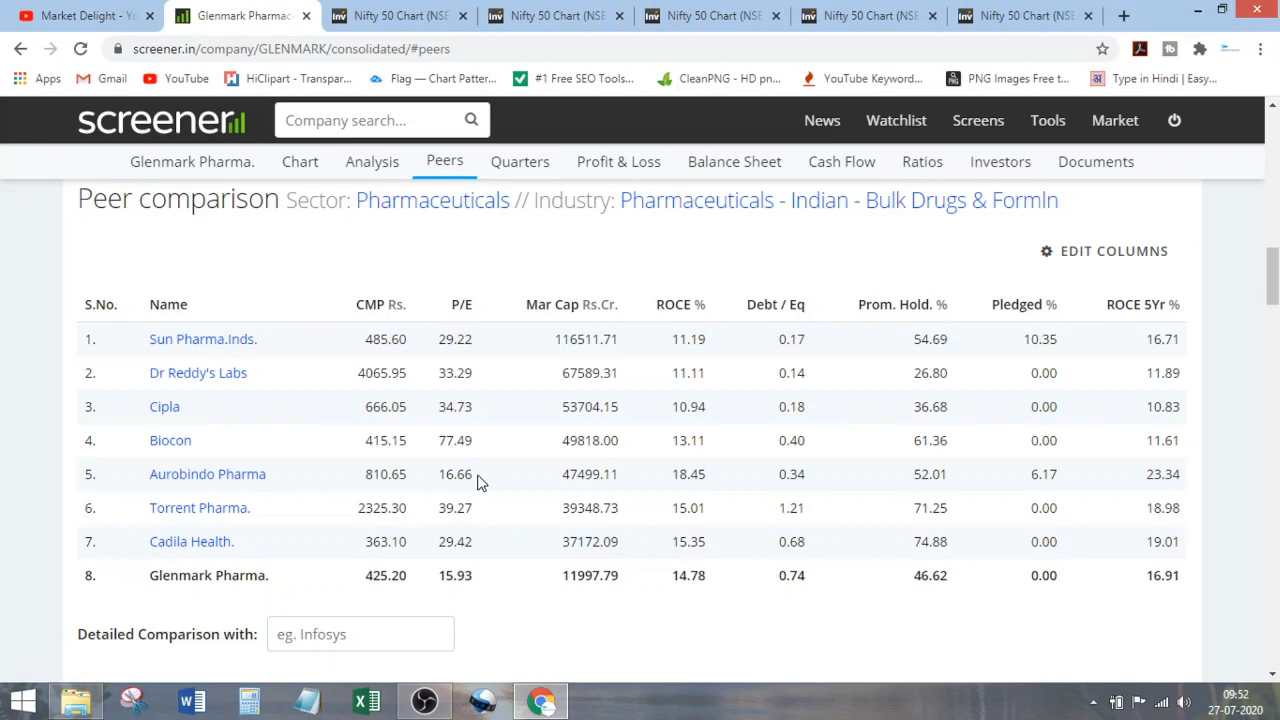 Market Delight - Yo
Glenmark Pharmac
Nifty 50 Chart (NSE
Nifty 50 Chart (NSE
Nifty 50 Chart (NSE
Nifty 50 Chart (NSE
Nifty 50 Chart (NSE
screener.in/company/GLENMARK/consolidated/#peers
Apps
Gmail
YouTube
HiClipart - Transpar...
Flag — Chart Patter...
#1 Free SEO Tools...
CleanPNG - HD pn...
YouTube Keyword...
PNG Images Free t...
Type in Hindi | Easy...
screener
Company search...
News
Watchlist
Screens
Tools
Market
Glenmark Pharma.
Chart
Analysis
Peers
Quarters
Profit & Loss
Balance Sheet
Cash Flow
Ratios
Investors
Documents
Peer comparison Sector: Pharmaceuticals // Industry: Pharmaceuticals - Indian - Bulk Drugs & Formln
EDIT COLUMNS
S.No. Name CMP Rs. P/E Mar Cap Rs.Cr. ROCE % Debt / Eq Prom. Hold. % Pledged % ROCE 5Yr %
1. Sun Pharma.Inds. 485.60 29.22 116511.71 11.19 0.17 54.69 10.35 16.71
2. Dr Reddy's Labs 4065.95 33.29 67589.31 11.11 0.14 26.80 0.00 11.89
3. Cipla 666.05 34.73 53704.15 10.94 0.18 36.68 0.00 10.83
4. Biocon 415.15 77.49 49818.00 13.11 0.40 61.36 0.00 11.61
5. Aurobindo Pharma 810.65 16.66 47499.11 18.45 0.34 52.01 6.17 23.34
6. Torrent Pharma. 2325.30 39.27 39348.73 15.01 1.21 71.25 0.00 18.98
7. Cadila Health. 363.10 29.42 37172.09 15.35 0.68 74.88 0.00 19.01
8. Glenmark Pharma. 425.20 15.93 11997.79 14.78 0.74 46.62 0.00 16.91
Detailed Comparison with: eg. Infosys
09:52
27-07-2020